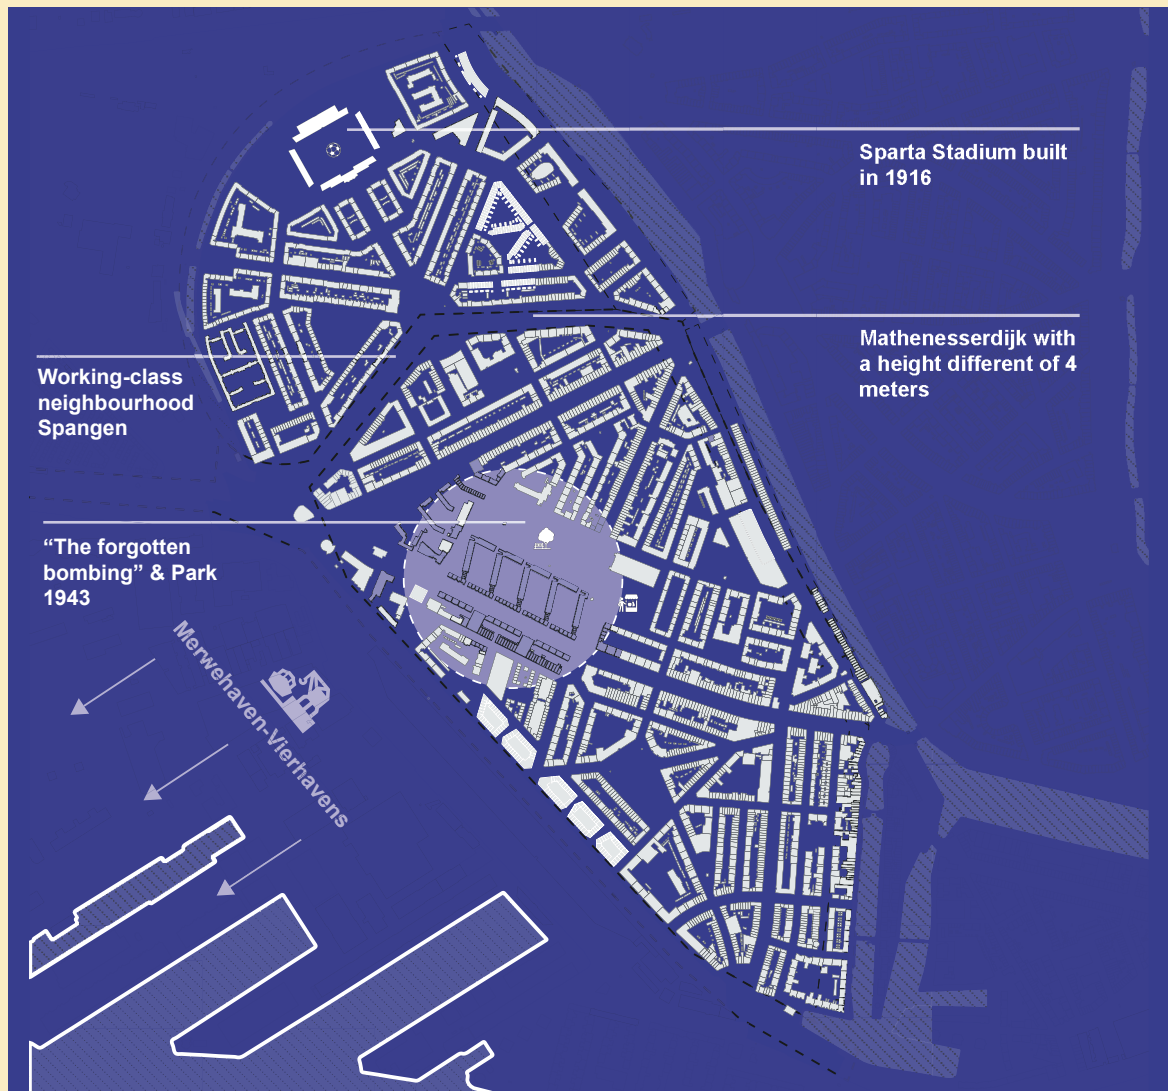 Sparta Stadium built
in 1916
Mathenesserdijk with
a height different of 4
meters
Working-class
neighbourhood
Spangen
“The forgotten
bombing” & Park
1943
Merwehaven-Vierhavens